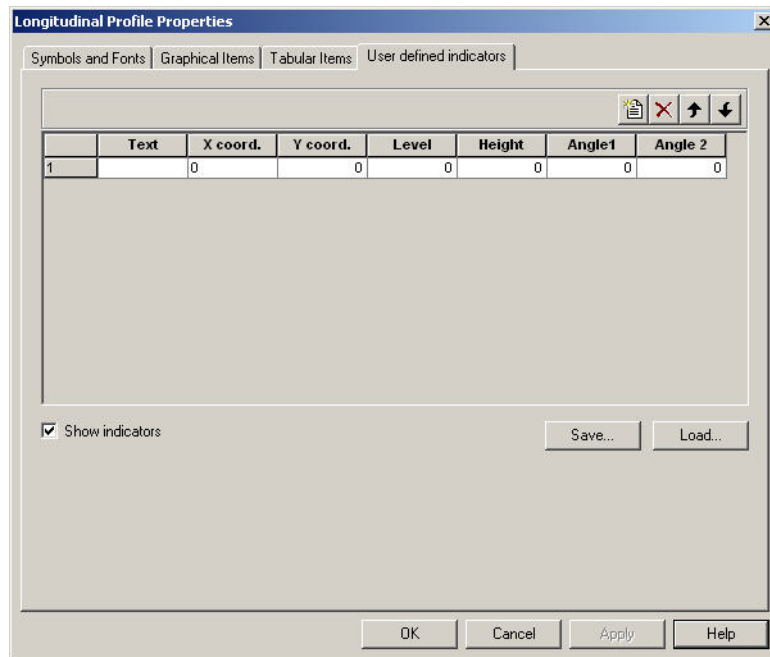 Longitudinal Profile Properties
Symbols and Fonts Graphical Items Tabular Items User defined indicators
Text X coord. Y coord. Level Height Angle1 Angle 2
1 0 0 0 0 0 0
Show indicators Save... Load...
OK Cancel Apply Help